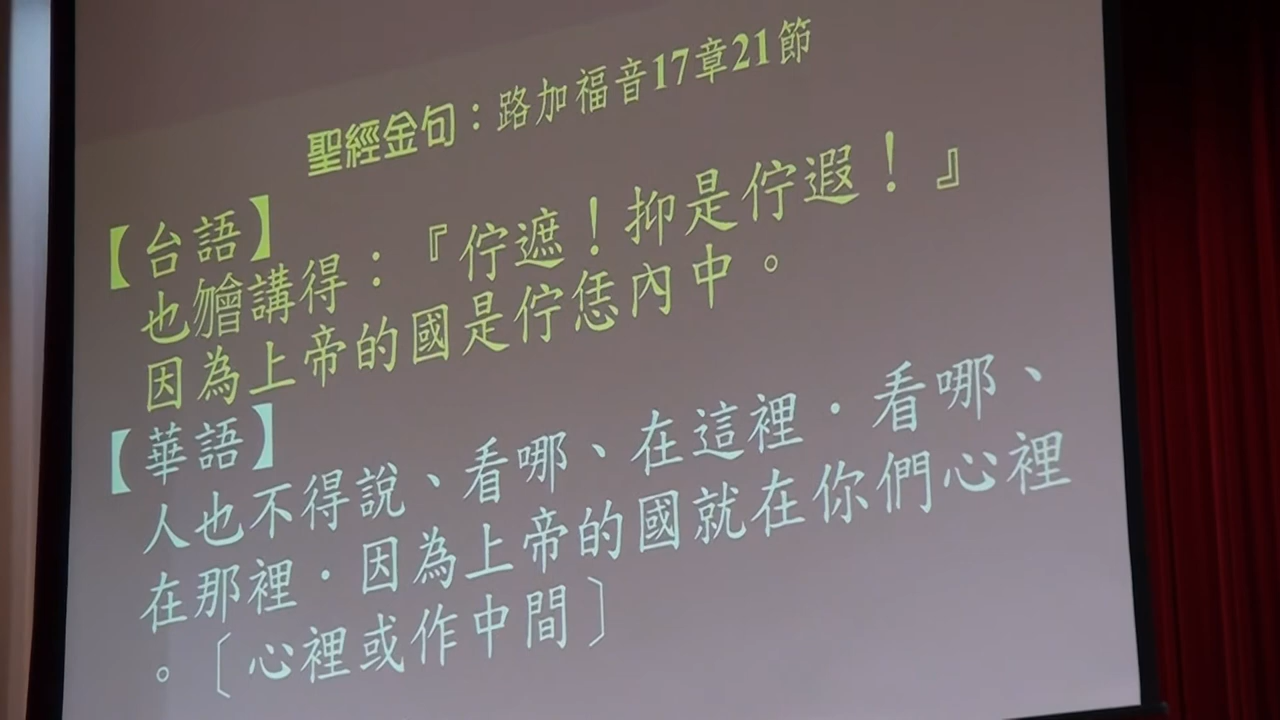 聖經金句：路加福音17章21節
【台語】
也𣍐講得：『佇遮！抑是佇遐！』
因為上帝的國是佇恁內中。
【華語】
人也不得說、看哪、在這裡．看哪、
在那裡．因為上帝的國就在你們心裡
。〔心裡或作中間〕